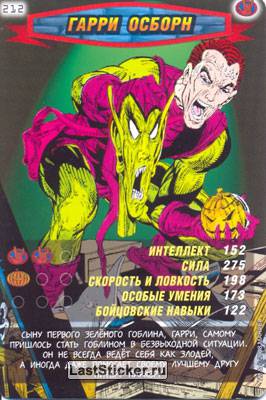 212
ГАРРИ ОСБОРН
ИНТЕЛЛЕКТ 152
СИЛА 275
СКОРОСТЬ И ЛОВКОСТЬ 198
ОСОБЫЕ УМЕНИЯ 173
БОЙЦОВСКИЕ НАВЫКИ 122
СЫНУ ПЕРВОГО ЗЕЛЁНОГО ГОБЛИНА, ГАРРИ, САМОМУ
ПРИШЛОСЬ СТАТЬ ГОБЛИНОМ В БЕЗВЫХОДНОЙ СИТУАЦИИ.
ОН НЕ ВСЕГДА ВЕДЁТ СЕБЯ КАК ЗЛОДЕЙ,
А ИНОГДА ЛУЧШЕМУ ДРУГУ
LastSticker.ru